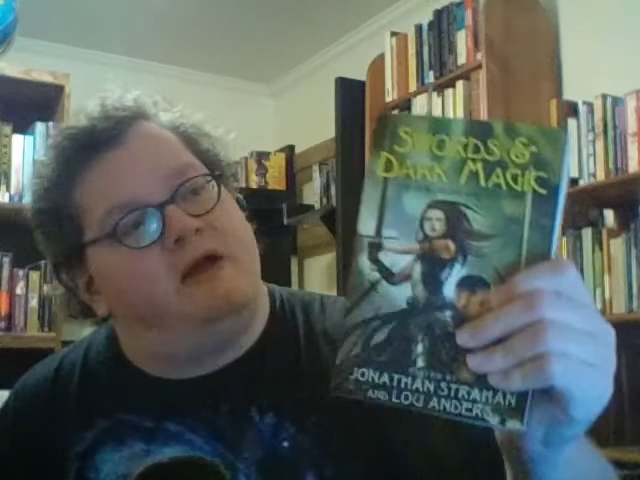 SWORDS &
DARK MAGIC
JONATHAN STRAHAN
AND LOU ANDERS